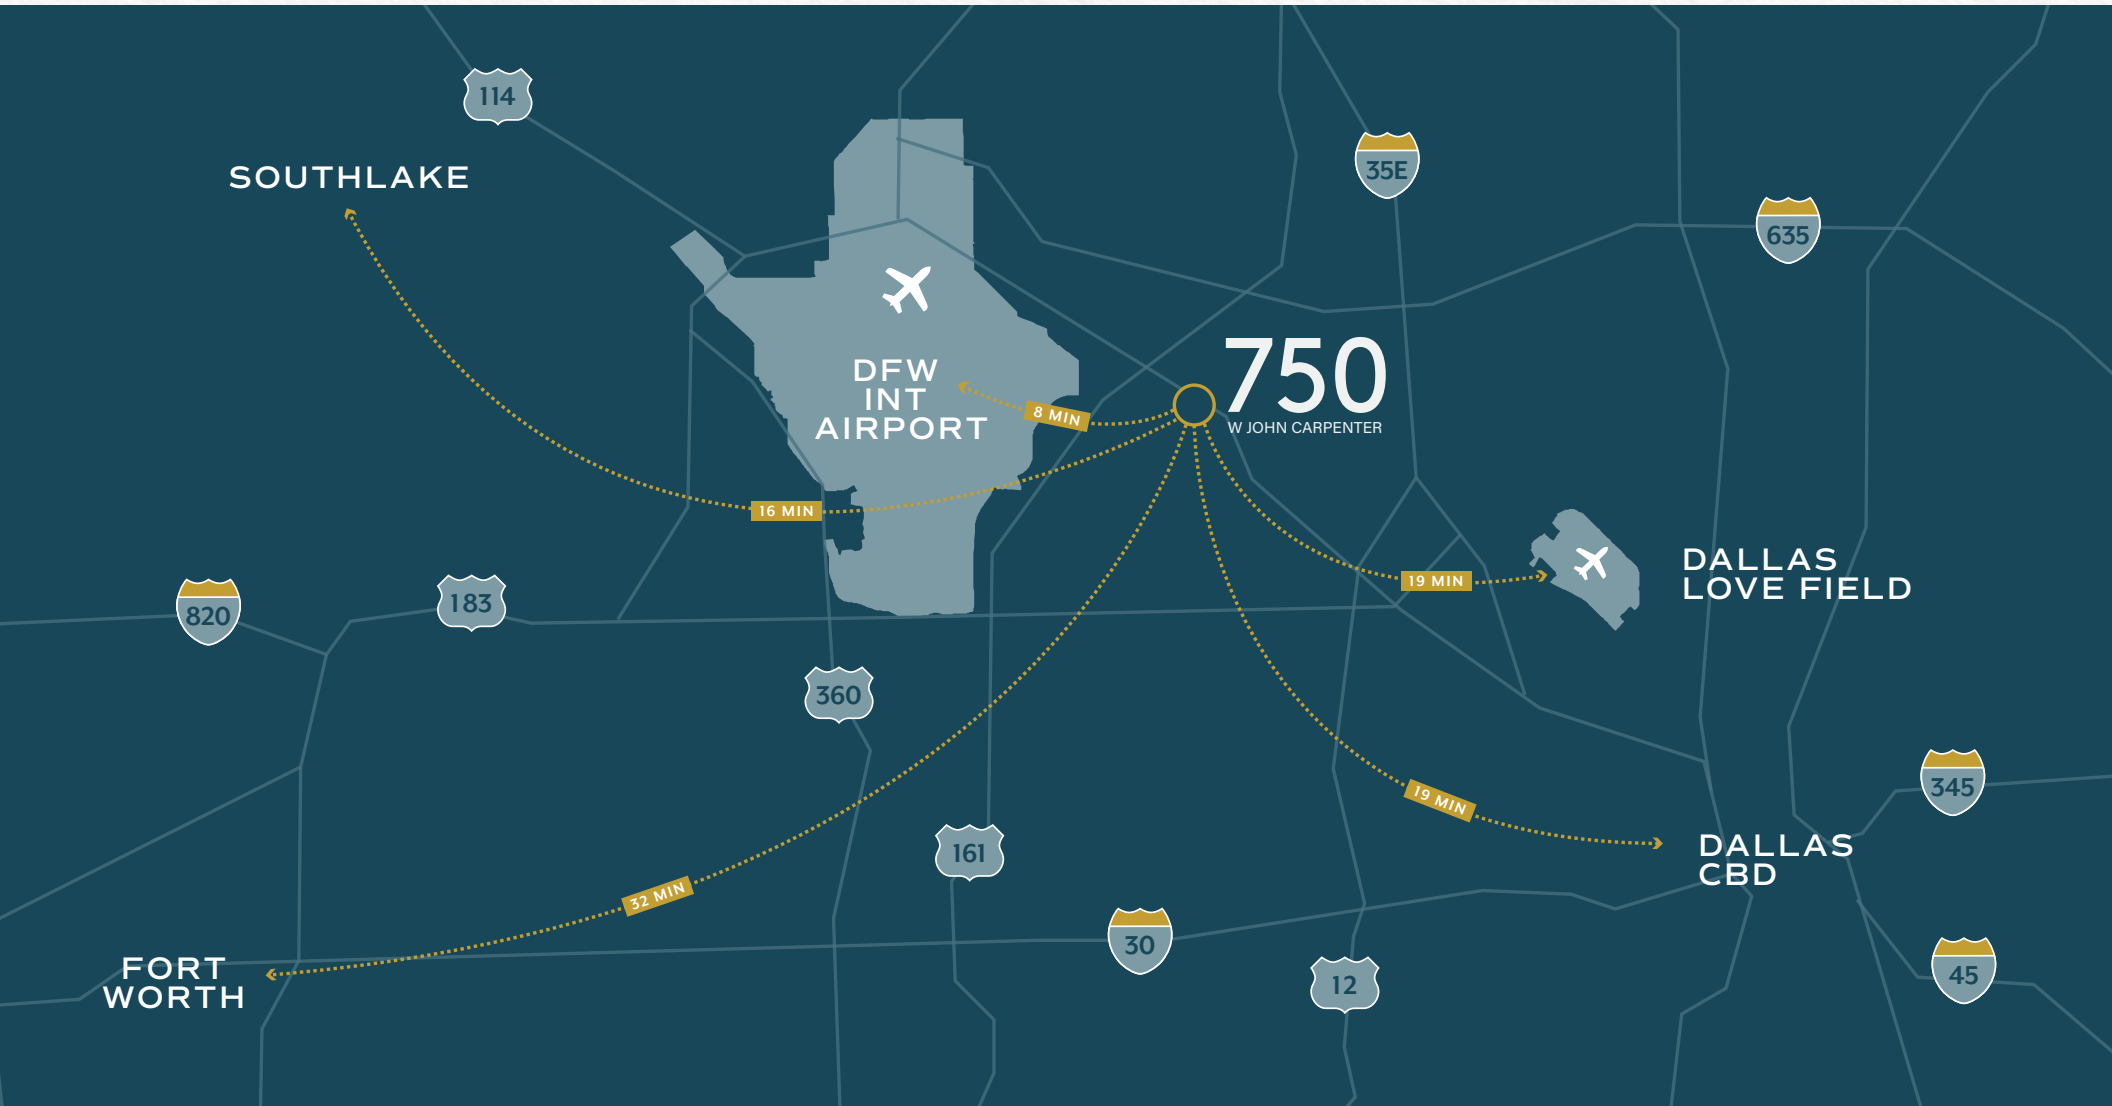 114
SOUTHLAKE
35E
635
DFW
INT
AIRPORT
8 MIN
750
W JOHN CARPENTER
16 MIN
820
183
19 MIN
DALLAS
LOVE FIELD
360
345
19 MIN
161
DALLAS
CBD
32 MIN
30
FORT
WORTH
12
45